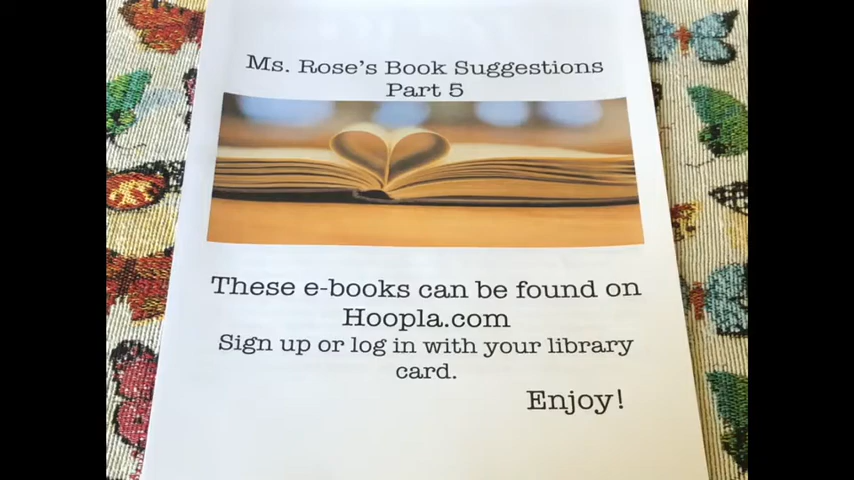 Ms. Rose's Book Suggestions
Part 5
These e-books can be found on
Hoopla.com
Sign up or log in with your library
card.
Enjoy!